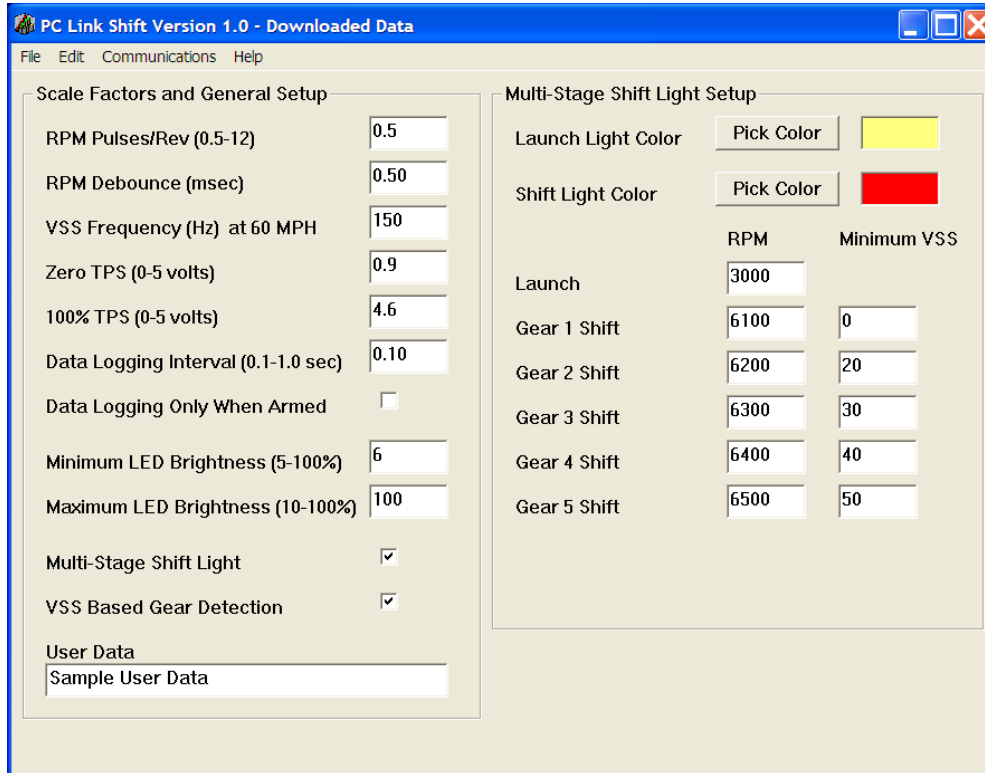 PC Link Shift Version 1.0 - Downloaded Data
File Edit Communications Help
Scale Factors and General Setup
RPM Pulses/Rev (0.5-12) 0.5
RPM Debounce (msec) 0.50
VSS Frequency (Hz) at 60 MPH 150
Zero TPS (0-5 volts) 0.9
100% TPS (0-5 volts) 4.6
Data Logging Interval (0.1-1.0 sec) 0.10
Data Logging Only When Armed
Minimum LED Brightness (5-100%) 6
Maximum LED Brightness (10-100%) 100
Multi-Stage Shift Light
VSS Based Gear Detection
User Data
Sample User Data
Multi-Stage Shift Light Setup
Launch Light Color Pick Color
Shift Light Color Pick Color
RPM Minimum VSS
Launch 3000
Gear 1 Shift 6100 0
Gear 2 Shift 6200 20
Gear 3 Shift 6300 30
Gear 4 Shift 6400 40
Gear 5 Shift 6500 50